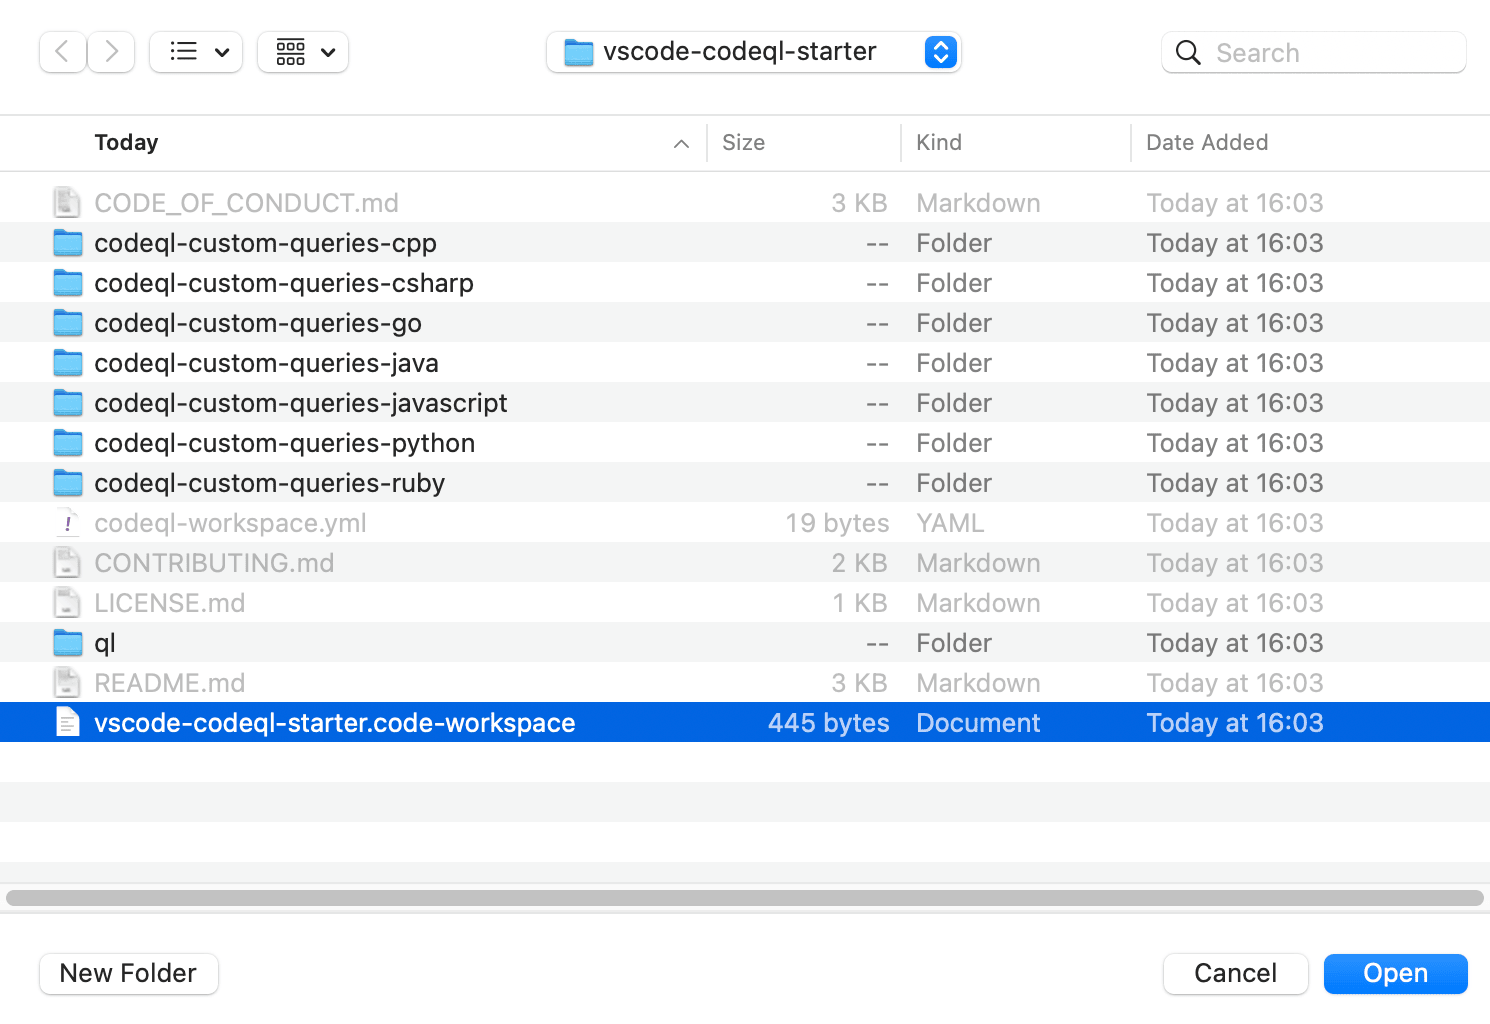 vscode-codeql-starter
Search
Today Size Kind Date Added
CODE_OF_CONDUCT.md 3 KB Markdown Today at 16:03
codeql-custom-queries-cpp -- Folder Today at 16:03
codeql-custom-queries-csharp -- Folder Today at 16:03
codeql-custom-queries-go -- Folder Today at 16:03
codeql-custom-queries-java -- Folder Today at 16:03
codeql-custom-queries-javascript -- Folder Today at 16:03
codeql-custom-queries-python -- Folder Today at 16:03
codeql-custom-queries-ruby -- Folder Today at 16:03
codeql-workspace.yml 19 bytes YAML Today at 16:03
CONTRIBUTING.md 2 KB Markdown Today at 16:03
LICENSE.md 1 KB Markdown Today at 16:03
ql -- Folder Today at 16:03
README.md 3 KB Markdown Today at 16:03
vscode-codeql-starter.code-workspace 445 bytes Document Today at 16:03
New Folder Cancel Open